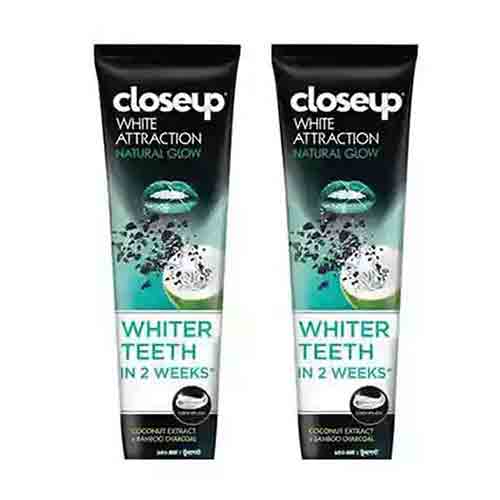 closeup
WHITE
ATTRACTION
NATURAL GLOW
WHITER
TEETH
IN 2 WEEKS*
COCONUT EXTRACT
+ BAMBOO CHARCOAL
closeup
WHITE
ATTRACTION
NATURAL GLOW
WHITER
TEETH
IN 2 WEEKS*
COCONUT EXTRACT
+ BAMBOO CHARCOAL